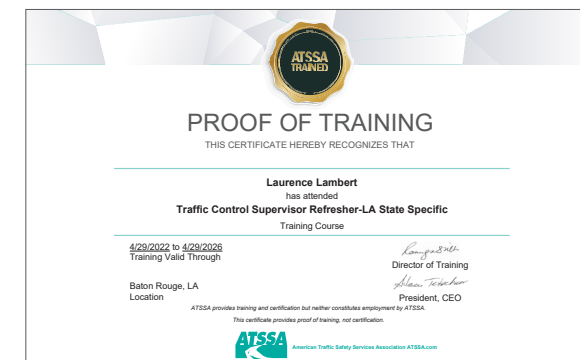 ATSSA
TRAINED
PROOF OF TRAINING
THIS CERTIFICATE HEREBY RECOGNIZES THAT
Laurence Lambert
has attended
Traffic Control Supervisor Refresher-LA State Specific
Training Course
4/29/2022 to 4/29/2026
Training Valid Through
Director of Training
Baton Rouge, LA
Location
President, CEO
ATSSA provides training and certification but neither constitutes employment by ATSSA.
This certificate provides proof of training, not certification.
ATSSA
American Traffic Safety Services Association ATSSA.com